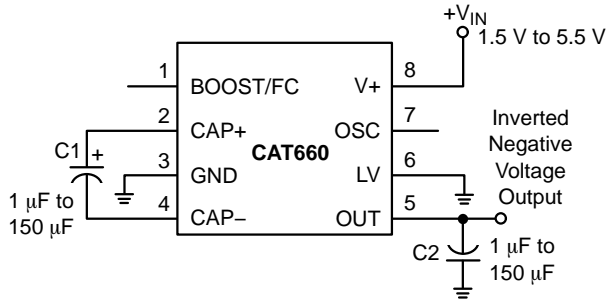 +VIN
1.5 V to 5.5 V
1 BOOST/FC V+ 8
2 CAP+ OSC 7
CAT660
3 GND LV 6
4 CAP– OUT 5
C1 +
1 μF to
150 μF
Inverted
Negative
Voltage
Output
C2
1 μF to
150 μF